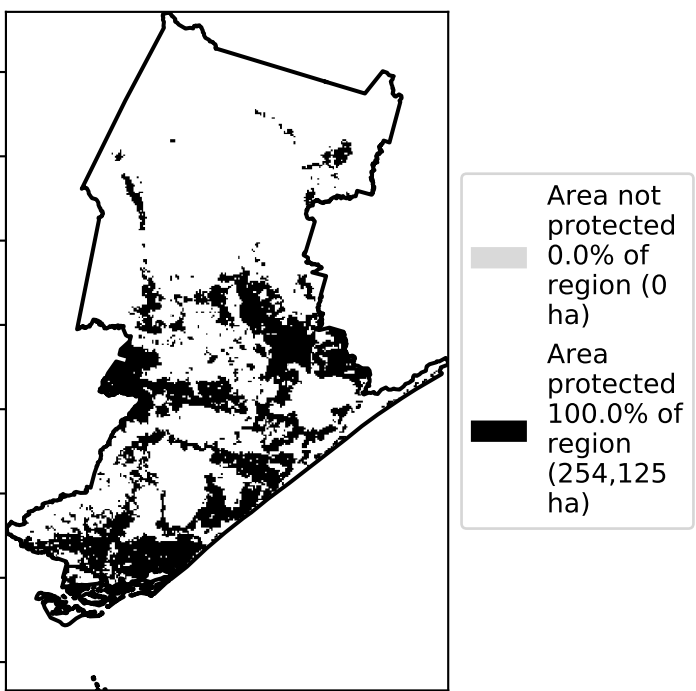 Area not
protected
0.0% of
region (0
ha)
Area
protected
100.0% of
region
(254,125
ha)